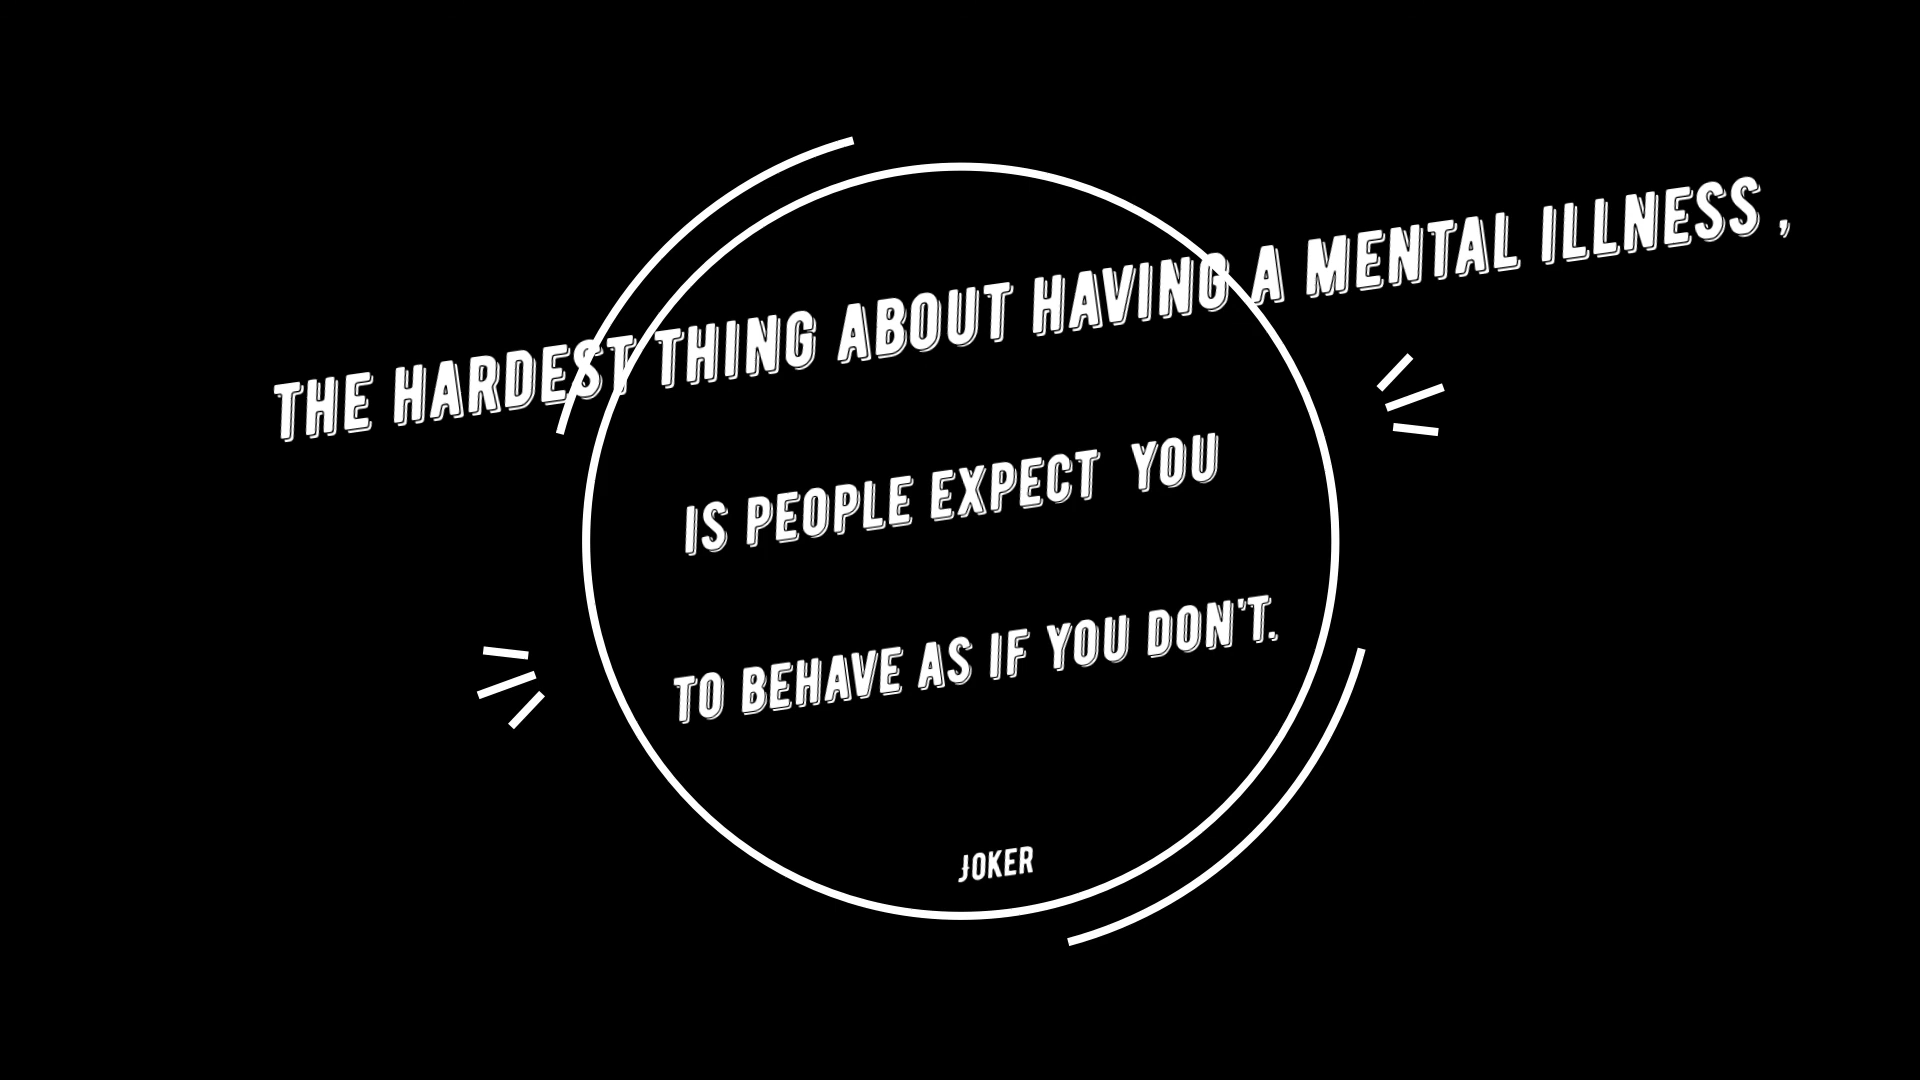 THE HARDEST THING ABOUT HAVING A MENTAL ILLNESS ,
IS PEOPLE EXPECT  YOU
TO BEHAVE AS IF YOU DON'T.
JOKER